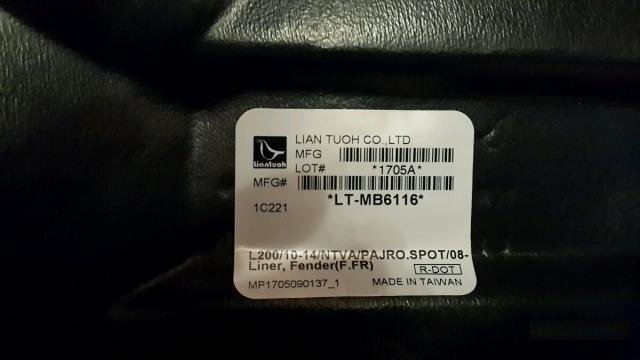 LIAN TUOH CO.,LTD
Liantuoh
MFG
LOT#
*1705A*
MFG#
1C221
*LT-MB6116*
L200/10-14/NTVA/PAJRO.SPOT/08-
Liner, Fender(F.FR)
R-DOT
MP1705090137_1
MADE IN TAIWAN